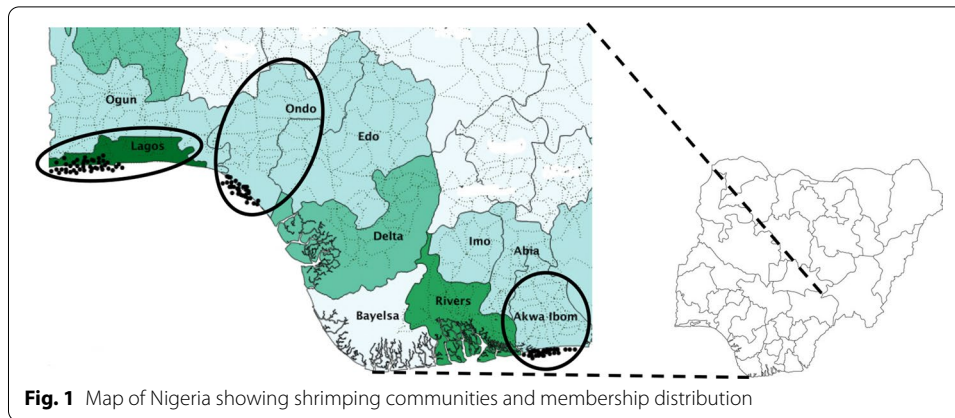 Ogun
Ondo
Lagos
Edo
Delta
Imo
Abia
Rivers
Akwa Ibom
Bayelsa
Fig. 1 Map of Nigeria showing shrimping communities and membership distribution